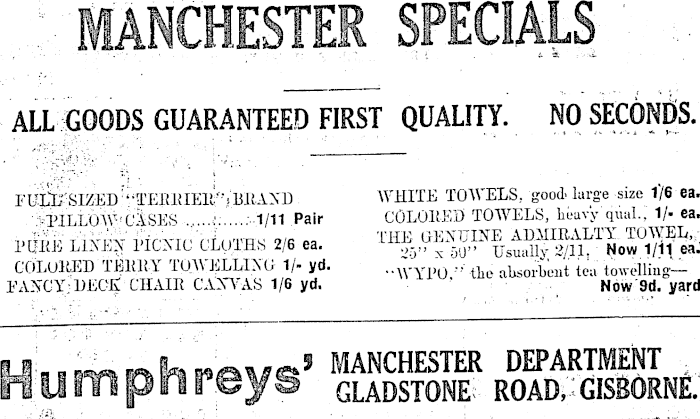 MANCHESTER SPECIALS
ALL GOODS GUARANTEED FIRST QUALITY. NO SECONDS.
FULL SIZED "TERRIER" BRAND
PILLOW CASES ........... 1/11 Pair
PURE LINEN PICNIC CLOTHS 2/6 ea.
COLORED TERRY TOWELLING 1/- yd.
FANCY DECK CHAIR CANVAS 1/6 yd.
WHITE TOWELS, good large size 1/6 ea.
COLORED TOWELS, heavy qual., 1/- ea.
THE GENUINE ADMIRALTY TOWEL,
25" x 50" Usually 2/11, Now 1/11 ea.
"WYPO," the absorbent tea towelling—
Now 9d. yard
Humphreys' MANCHESTER DEPARTMENT
GLADSTONE ROAD, GISBORNE.